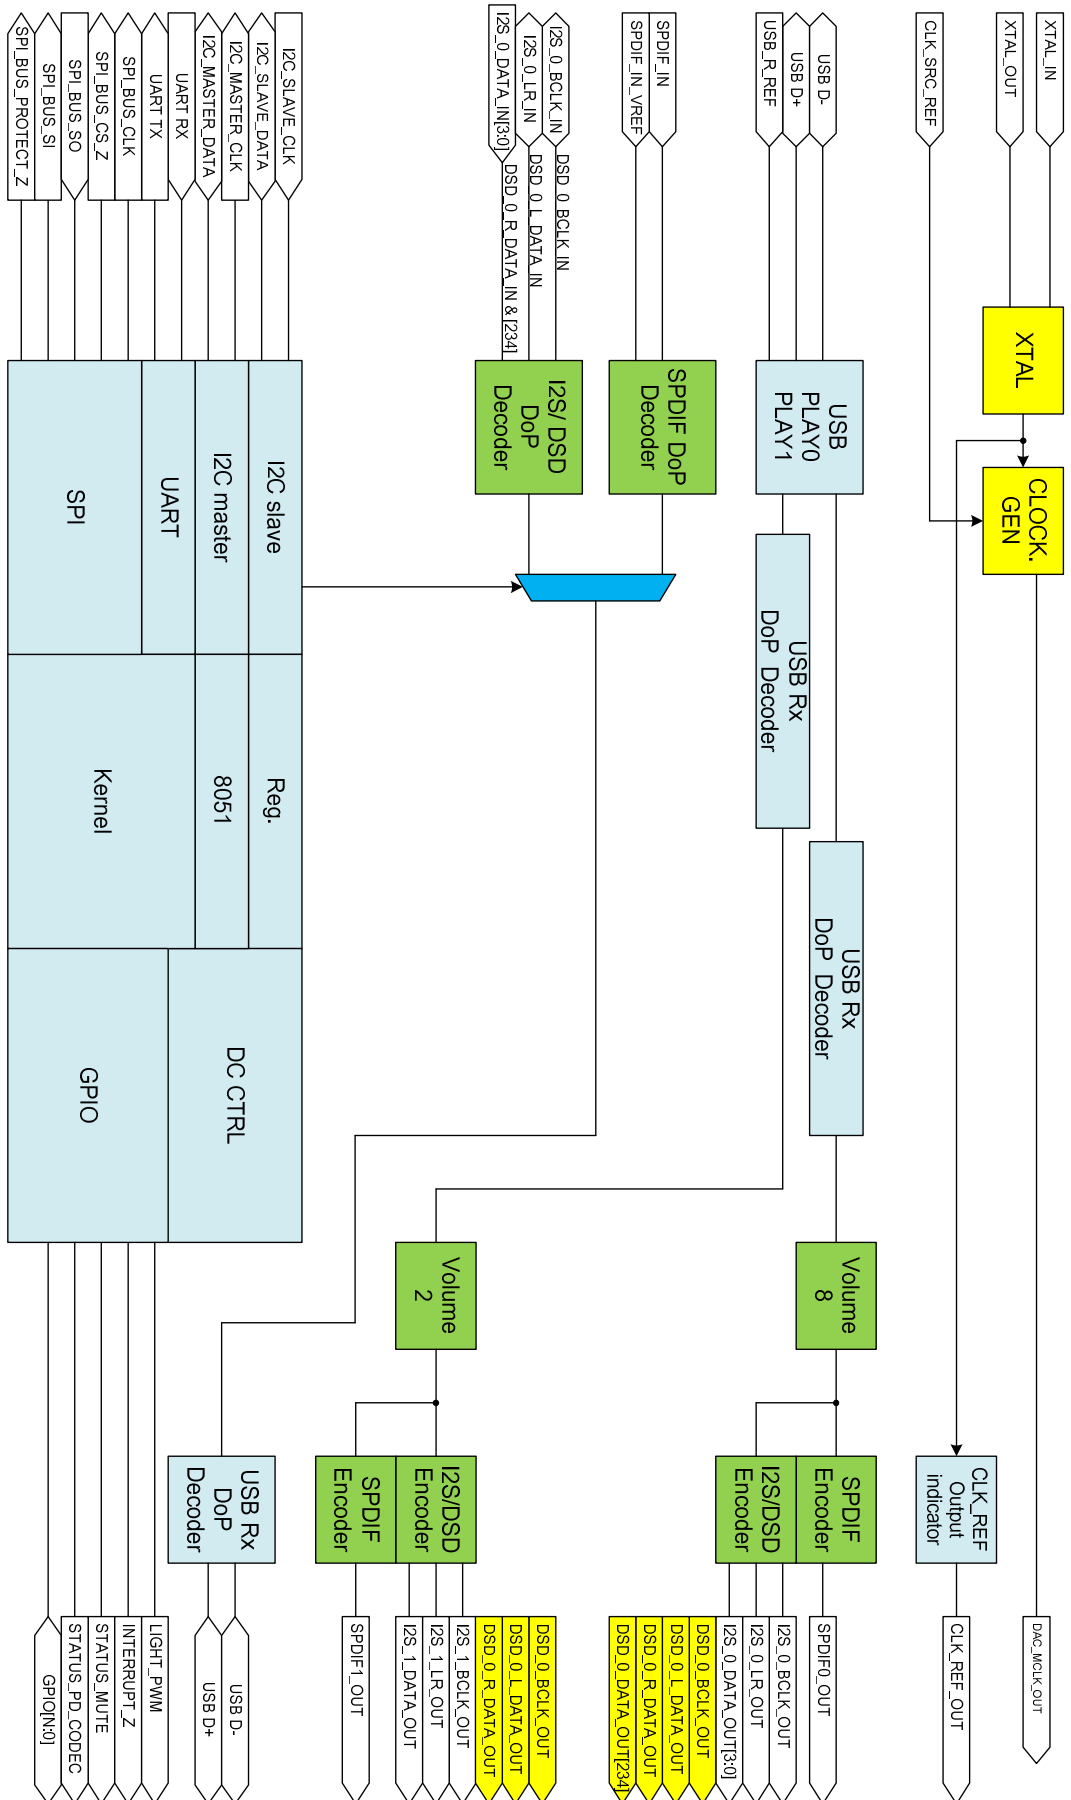 XTAL_IN
XTAL_OUT
CLK_SRC_REF
USB D-
USB D+
USB_R_REF
SPDIF_IN
SPDIF_IN_VREF
I2S_0_BCLK_IN
I2S_0_LR_IN
I2S_0_DATA_IN[3:0]
DSD_0_BCLK_IN
DSD_0_L_DATA_IN
DSD_0_R_DATA_IN & [234]
I2C_SLAVE_CLK
I2C_SLAVE_DATA
I2C_MASTER_CLK
I2C_MASTER_DATA
UART RX
UART TX
SPI_BUS_CLK
SPI_BUS_CS_Z
SPI_BUS_SO
SPI_BUS_SI
SPI_BUS_PROTECT_Z
XTAL
CLOCK.
GEN
USB
PLAY0
PLAY1
SPDIF DoP
Decoder
I2S/ DSD
DoP
Decoder
I2C slave
I2C master
UART
SPI
USB Rx
DoP Decoder
USB Rx
DoP Decoder
Reg.
8051
Kernel
DC CTRL
GPIO
Volume
8
Volume
2
CLK_REF
Output
indicator
SPDIF
Encoder
I2S/DSD
Encoder
I2S/DSD
Encoder
SPDIF
Encoder
USB Rx
DoP
Decoder
DAC_MCLK_OUT
CLK_REF_OUT
SPDIF0_OUT
I2S_0_BCLK_OUT
I2S_0_LR_OUT
I2S_0_DATA_OUT[3:0]
DSD_0_BCLK_OUT
DSD_0_L_DATA_OUT
DSD_0_R_DATA_OUT
DSD_0_DATA_OUT[234]
DSD_0_BCLK_OUT
DSD_0_L_DATA_OUT
DSD_0_R_DATA_OUT
I2S_1_BCLK_OUT
I2S_1_LR_OUT
I2S_1_DATA_OUT
SPDIF1_OUT
USB D-
USB D+
LIGHT_PWM
INTERRUPT_Z
STATUS_MUTE
STATUS_PD_CODEC
GPIO[N:0]